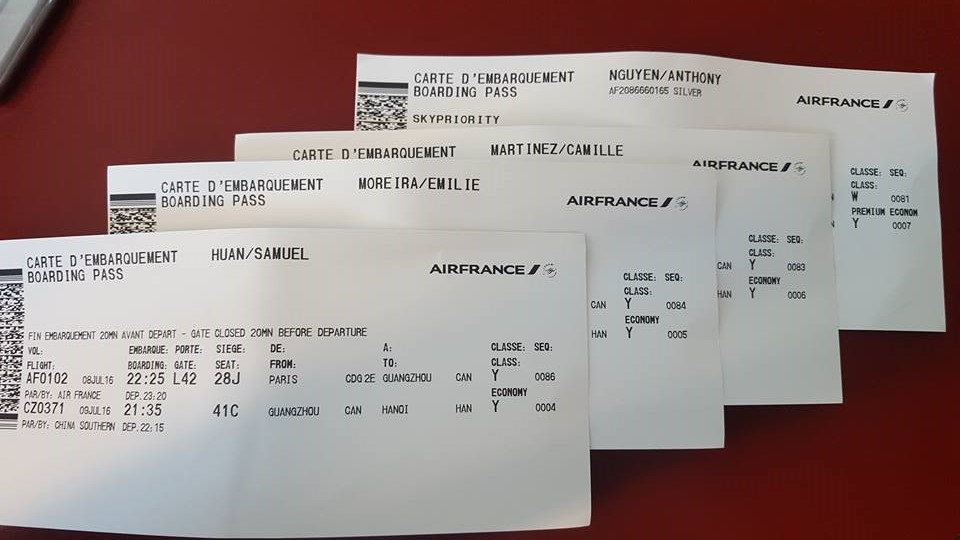 CARTE D'EMBARQUEMENT NGUYEN/ANTHONY
BOARDING PASS AF2086660165 SILVER
AIRFRANCE
SKYPRIORITY
CLASSE: SEQ:
CLASS:
W 0081
PREMIUM ECONOM
Y 0007
CARTE D'EMBARQUEMENT MARTINEZ/CAMILLE
AIRFRANCE
CLASSE: SEQ:
CLASS:
CAN Y 0083
ECONOMY
HAN Y 0006
CARTE D'EMBARQUEMENT MOREIRA/EMILIE
BOARDING PASS
AIRFRANCE
CLASSE: SEQ:
CLASS:
CAN Y 0084
ECONOMY
HAN Y 0005
CARTE D'EMBARQUEMENT HUAN/SAMUEL
BOARDING PASS
AIRFRANCE
FIN EMBARQUEMENT 20MN AVANT DEPART - GATE CLOSED 20MN BEFORE DEPARTURE
VOL: EMBARQUE: PORTE: SIEGE: DE: A: CLASSE: SEQ:
FLIGHT: BOARDING: GATE: SEAT: FROM: TO: CLASS:
AF0102 08JUL16 22:25 L42 28J PARIS CDG 2E GUANGZHOU CAN Y 0086
PAR/BY: AIR FRANCE DEP.23:20 ECONOMY
CZ0371 09JUL16 21:35 41C GUANGZHOU CAN HANOI HAN Y 0004
PAR/BY: CHINA SOUTHERN DEP.22:15